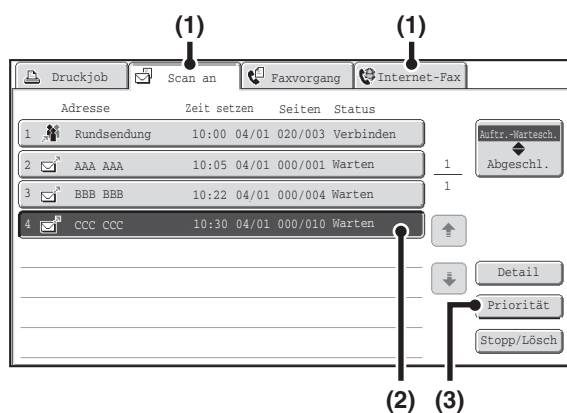 (1) (1)
Druckjob Scan an Faxvorgang Internet-Fax
Adresse Zeit setzen Seiten Status
1 Rundsendung 10:00 04/01 020/003 Verbinden
Auftr.-Wartesch.
Abgeschl.
2 AAA AAA 10:05 04/01 000/001 Warten
1
3 BBB BBB 10:22 04/01 000/004 Warten
1
4 CCC CCC 10:30 04/01 000/010 Warten
Detail
Priorität
Stopp/Lösch
(2) (3)